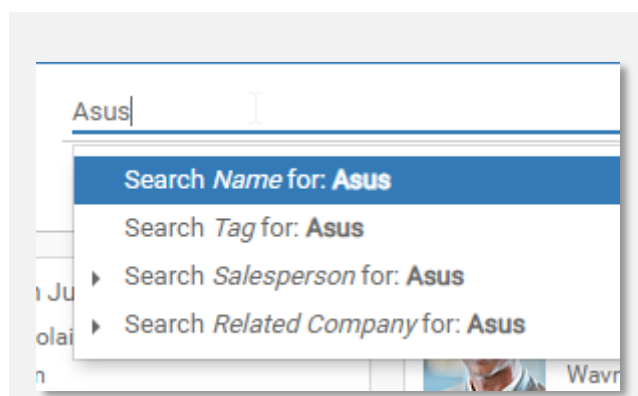 Asus
Search Name for: Asus
Search Tag for: Asus
Search Salesperson for: Asus
Search Related Company for: Asus